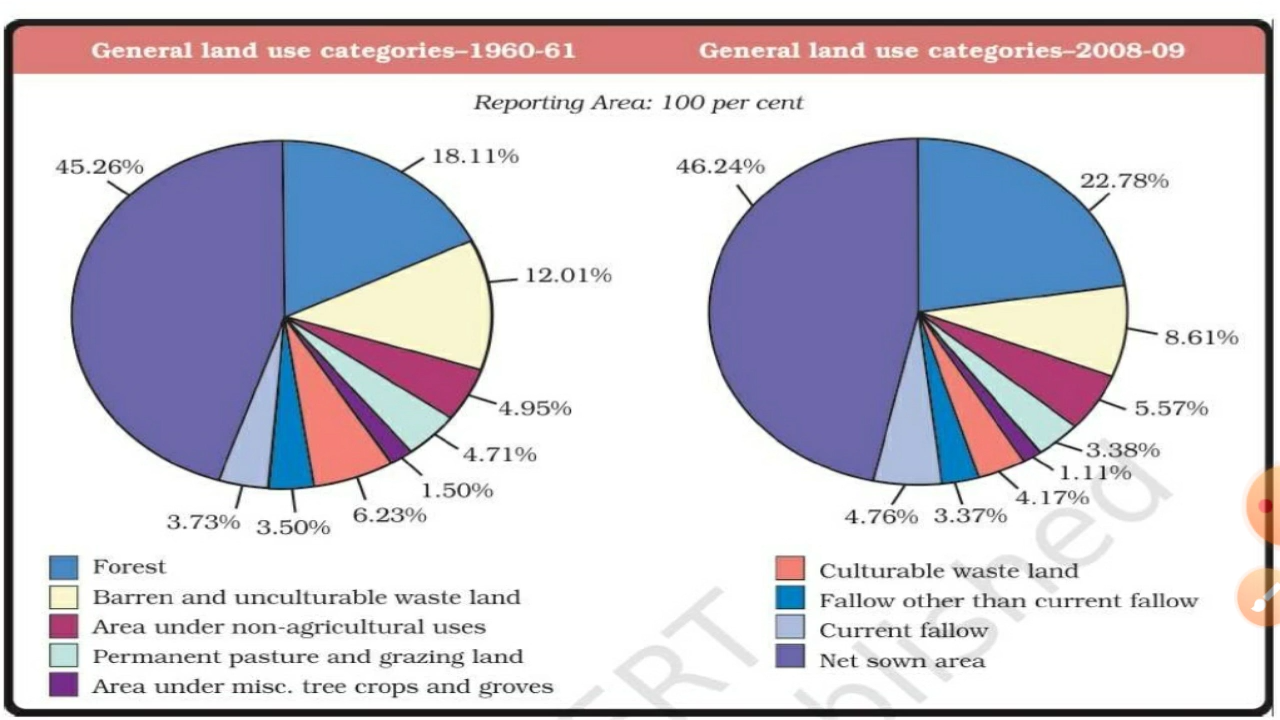 General land use categories–1960-61
General land use categories–2008-09
Reporting Area: 100 per cent
45.26%
18.11%
12.01%
4.95%
4.71%
1.50%
6.23%
3.50%
3.73%
46.24%
22.78%
8.61%
5.57%
3.38%
1.11%
4.17%
3.37%
4.76%
Forest
Barren and unculturable waste land
Area under non-agricultural uses
Permanent pasture and grazing land
Area under misc. tree crops and groves
Culturable waste land
Fallow other than current fallow
Current fallow
Net sown area